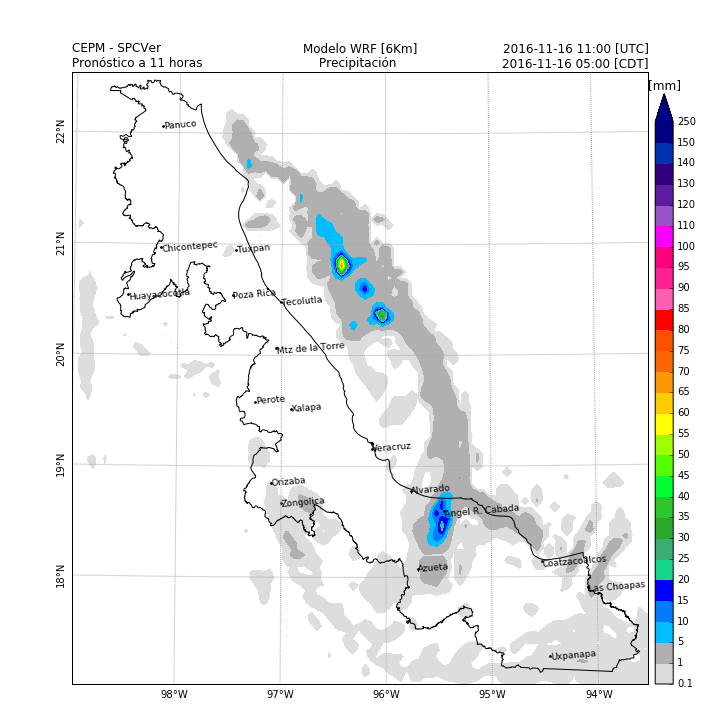 CEPM - SPCVer Modelo WRF [6Km] 2016-11-16 11:00 [UTC]
Pronóstico a 11 horas Precipitación 2016-11-16 05:00 [CDT]
[mm]
250
150
140
130
120
110
100
95
90
85
80
75
70
65
60
55
50
45
40
35
30
25
20
15
10
5
1
0.1
22°N
21°N
20°N
19°N
18°N
Panuco
Chicontepec
Tuxpan
Huayacocotla
Poza Rica
Tecolutla
Mtz de la Torre
Perote
Xalapa
Veracruz
Orizaba
Alvarado
Zongolica
Angel R. Cabada
Azueta
Coatzacoalcos
Las Choapas
Uxpanapa
98°W 97°W 96°W 95°W 94°W